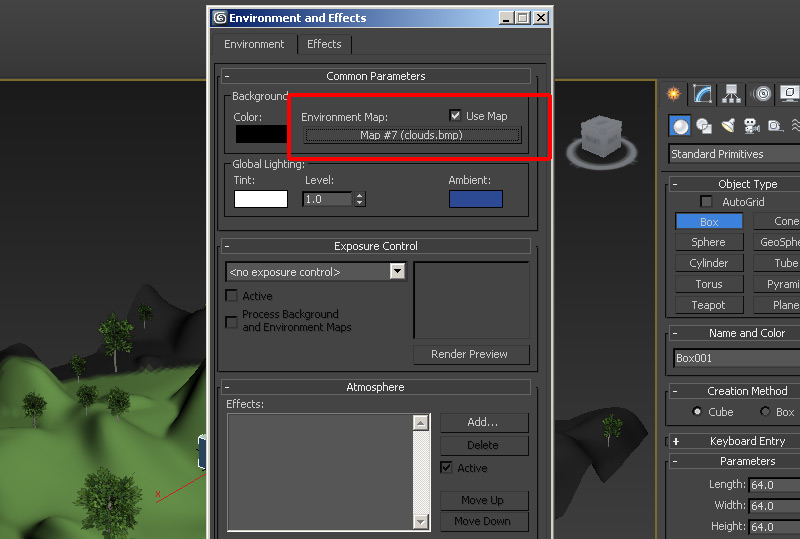 Environment and Effects
Environment
Effects
- Common Parameters
Background
Color:
Environment Map:
Use Map
Map #7 (clouds.bmp)
Global Lighting:
Tint:
Level:
Ambient:
1.0
- Exposure Control
<no exposure control>
Active
Process Background
and Environment Maps
Render Preview
- Atmosphere
Effects:
Add...
Delete
Active
Move Up
Move Down
x
Standard Primitives
- Object Type
AutoGrid
Box
Cone
Sphere
GeoSphe
Cylinder
Tube
Torus
Pyrami
Teapot
Plane
- Name and Color
Box001
- Creation Method
Cube
Box
+ Keyboard Entry
- Parameters
Length: 64.0
Width: 64.0
Height: 64.0